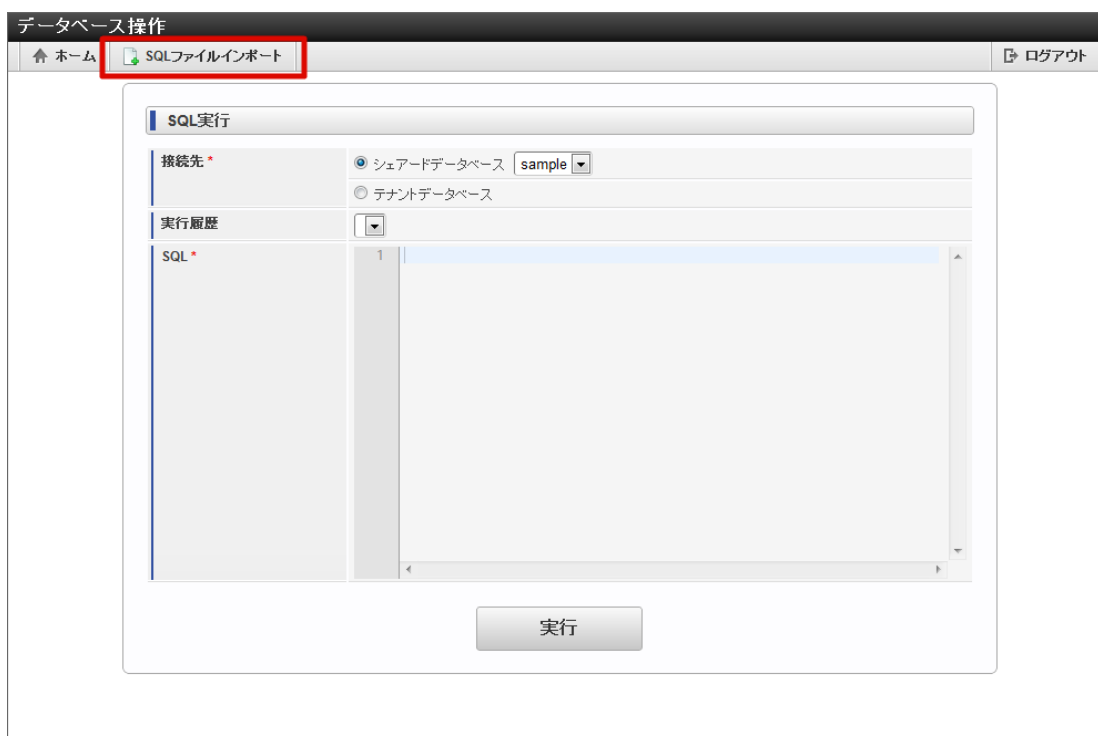 データベース操作
ホーム SQLファイルインポート ログアウト
SQL実行
接続先 * シェアードデータベース sample
テナントデータベース
実行履歴
SQL * 1
実行